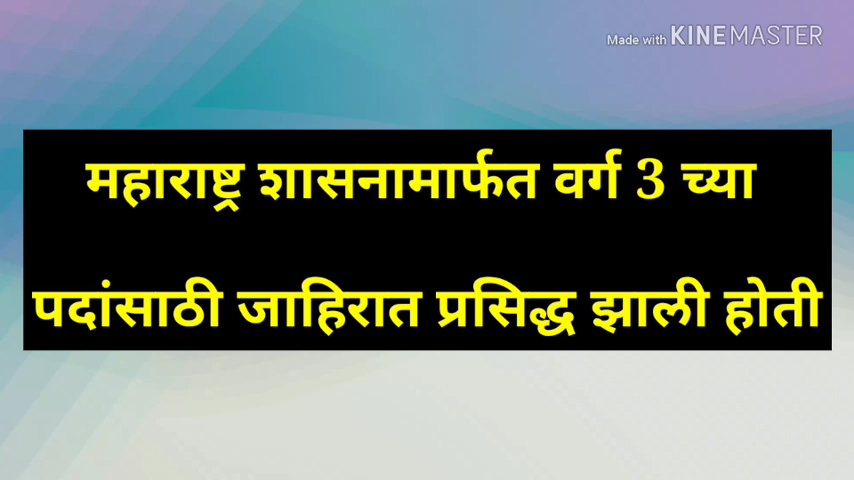 Made with KINEMASTER
महाराष्ट्र शासनामार्फत वर्ग 3 च्या
पदांसाठी जाहिरात प्रसिद्ध झाली होती